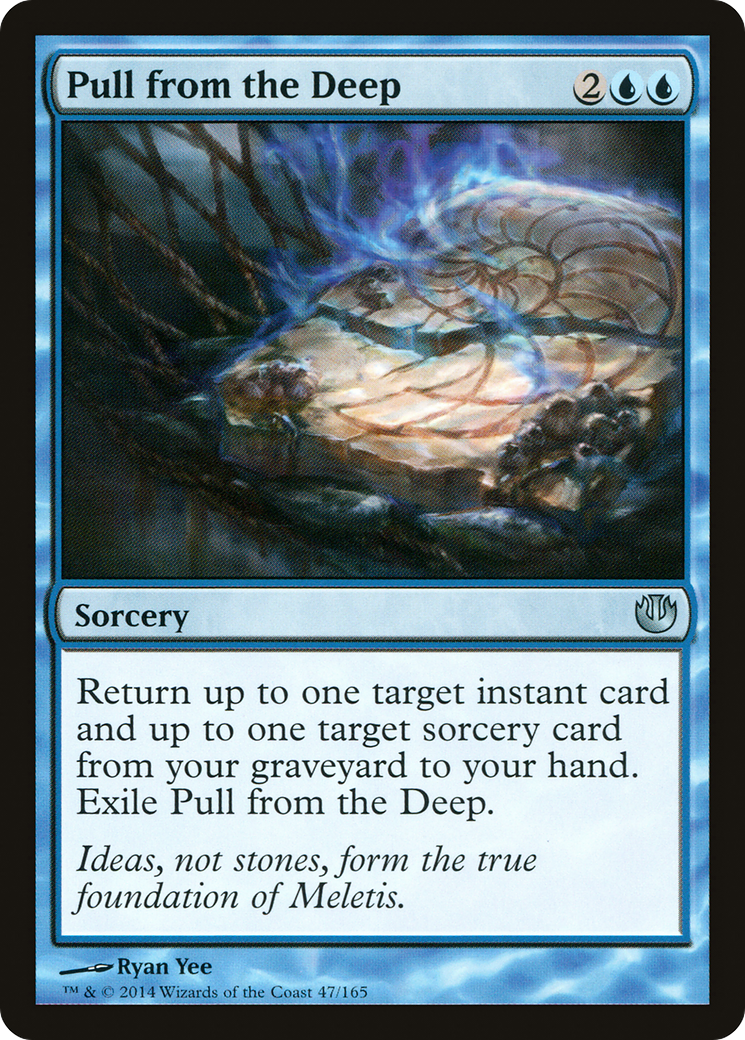 Pull from the Deep 2
Sorcery
Return up to one target instant card
and up to one target sorcery card
from your graveyard to your hand.
Exile Pull from the Deep.
Ideas, not stones, form the true
foundation of Meletis.
Ryan Yee
™ & © 2014 Wizards of the Coast 47/165